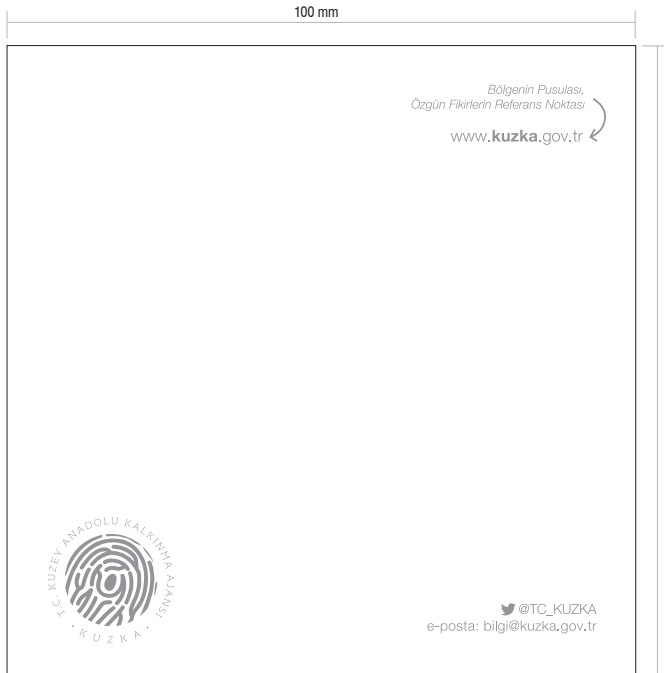 100 mm
Bölgenin Pusulası,
Özgün Fikirlerin Referans Noktası
www.kuzka.gov.tr
T.C. KUZEY ANADOLU KALKINMA AJANSI
• KUZKA •
@TC_KUZKA
e-posta: bilgi@kuzka.gov.tr